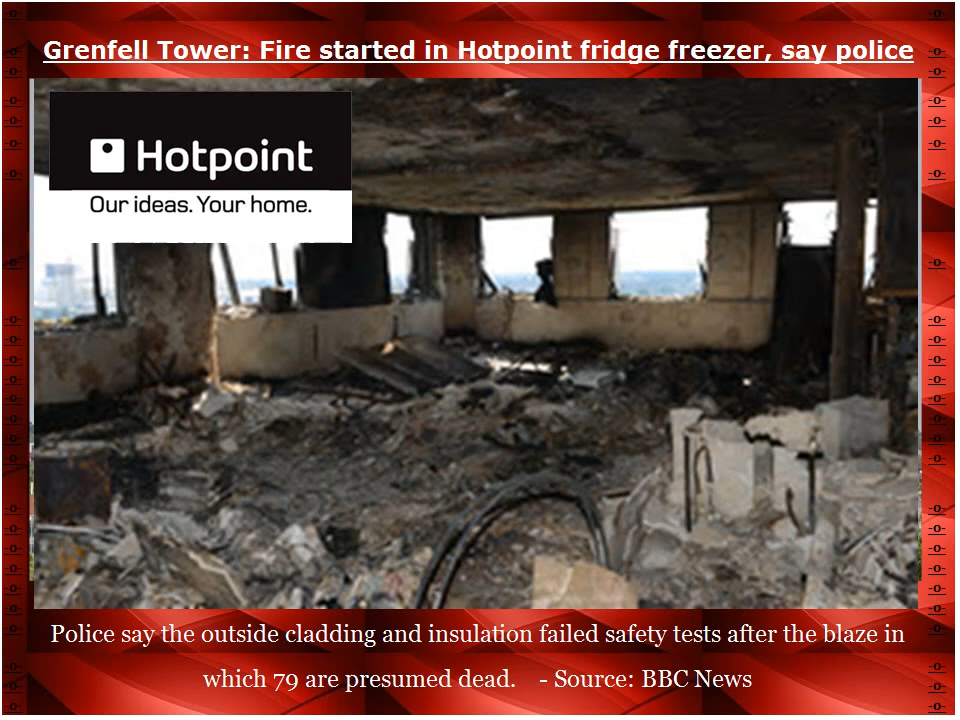 Grenfell Tower: Fire started in Hotpoint fridge freezer, say police
Hotpoint
Our ideas. Your home.
Police say the outside cladding and insulation failed safety tests after the blaze in
which 79 are presumed dead. - Source: BBC News